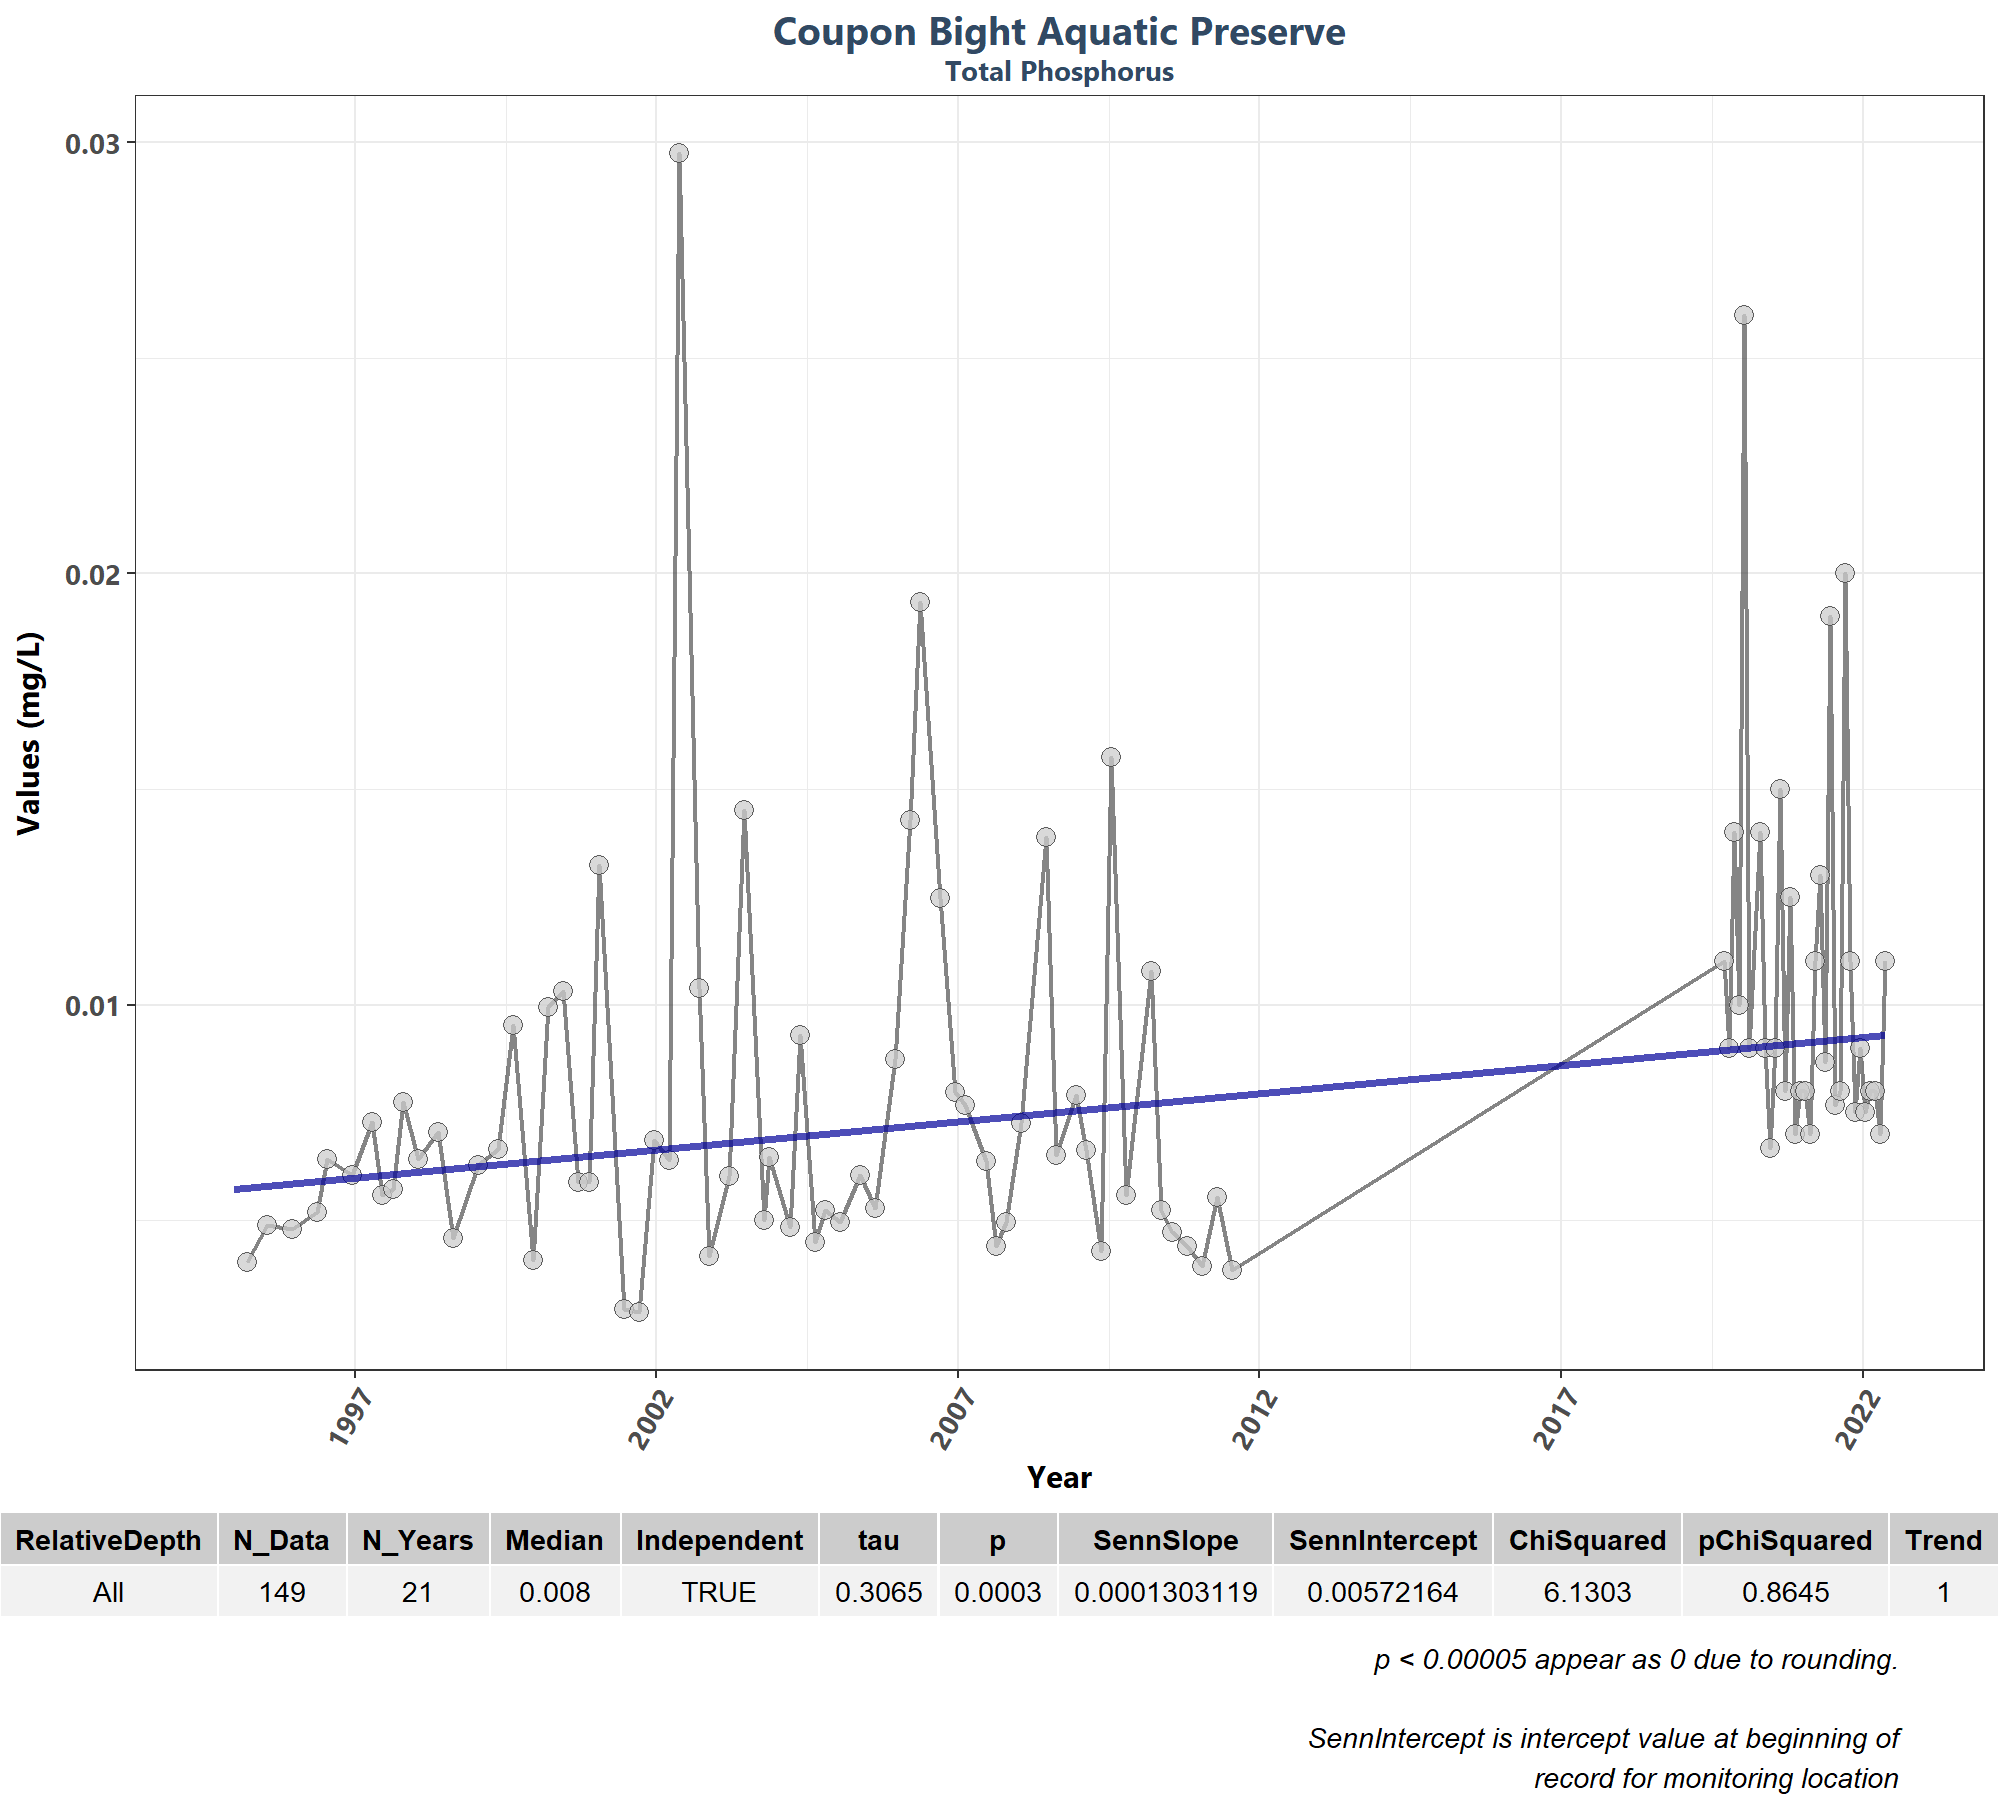 Coupon Bight Aquatic Preserve
Total Phosphorus
Values (mg/L)
0.03
0.02
0.01
1997 2002 2007 2012 2017 2022
Year
RelativeDepth N_Data N_Years Median Independent tau p SennSlope SennIntercept ChiSquared pChiSquared Trend
All 149 21 0.008 TRUE 0.3065 0.0003 0.0001303119 0.00572164 6.1303 0.8645 1
p < 0.00005 appear as 0 due to rounding.
SennIntercept is intercept value at beginning of
record for monitoring location